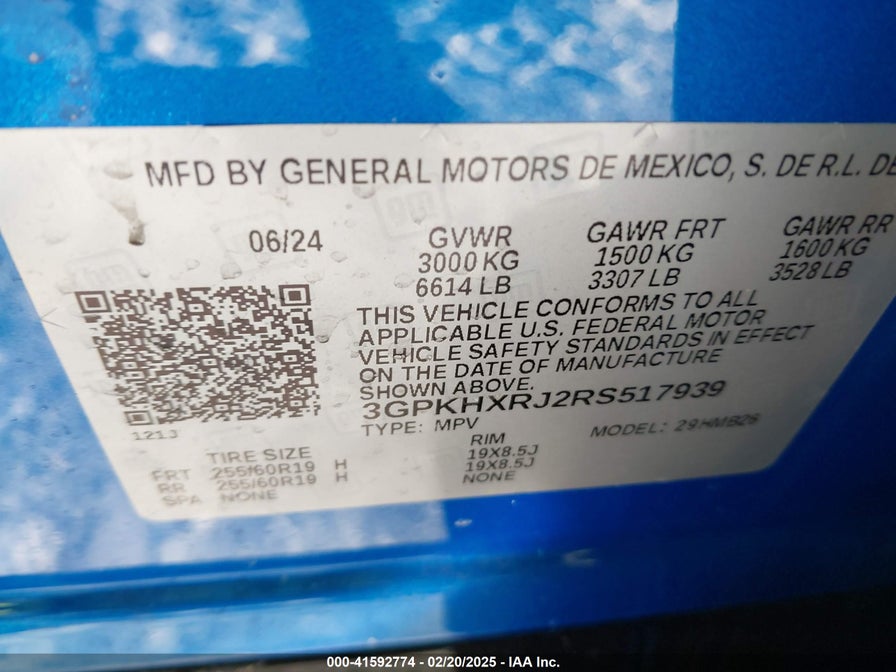 MFD BY GENERAL MOTORS DE MEXICO, S. DE R.L. DE
06/24
GVWR GAWR FRT GAWR RR
3000 KG 1500 KG 1600 KG
6614 LB 3307 LB 3528 LB
THIS VEHICLE CONFORMS TO ALL
APPLICABLE U.S. FEDERAL MOTOR
VEHICLE SAFETY STANDARDS IN EFFECT
ON THE DATE OF MANUFACTURE
SHOWN ABOVE.
3GPKHXRJ2RS517939
TYPE: MPV MODEL: 29HMB26
121J
TIRE SIZE RIM
FRT 255/60R19 H 19X8.5J
RR 255/60R19 H 19X8.5J
SPA NONE NONE
000-41592774 - 02/20/2025 - IAA Inc.